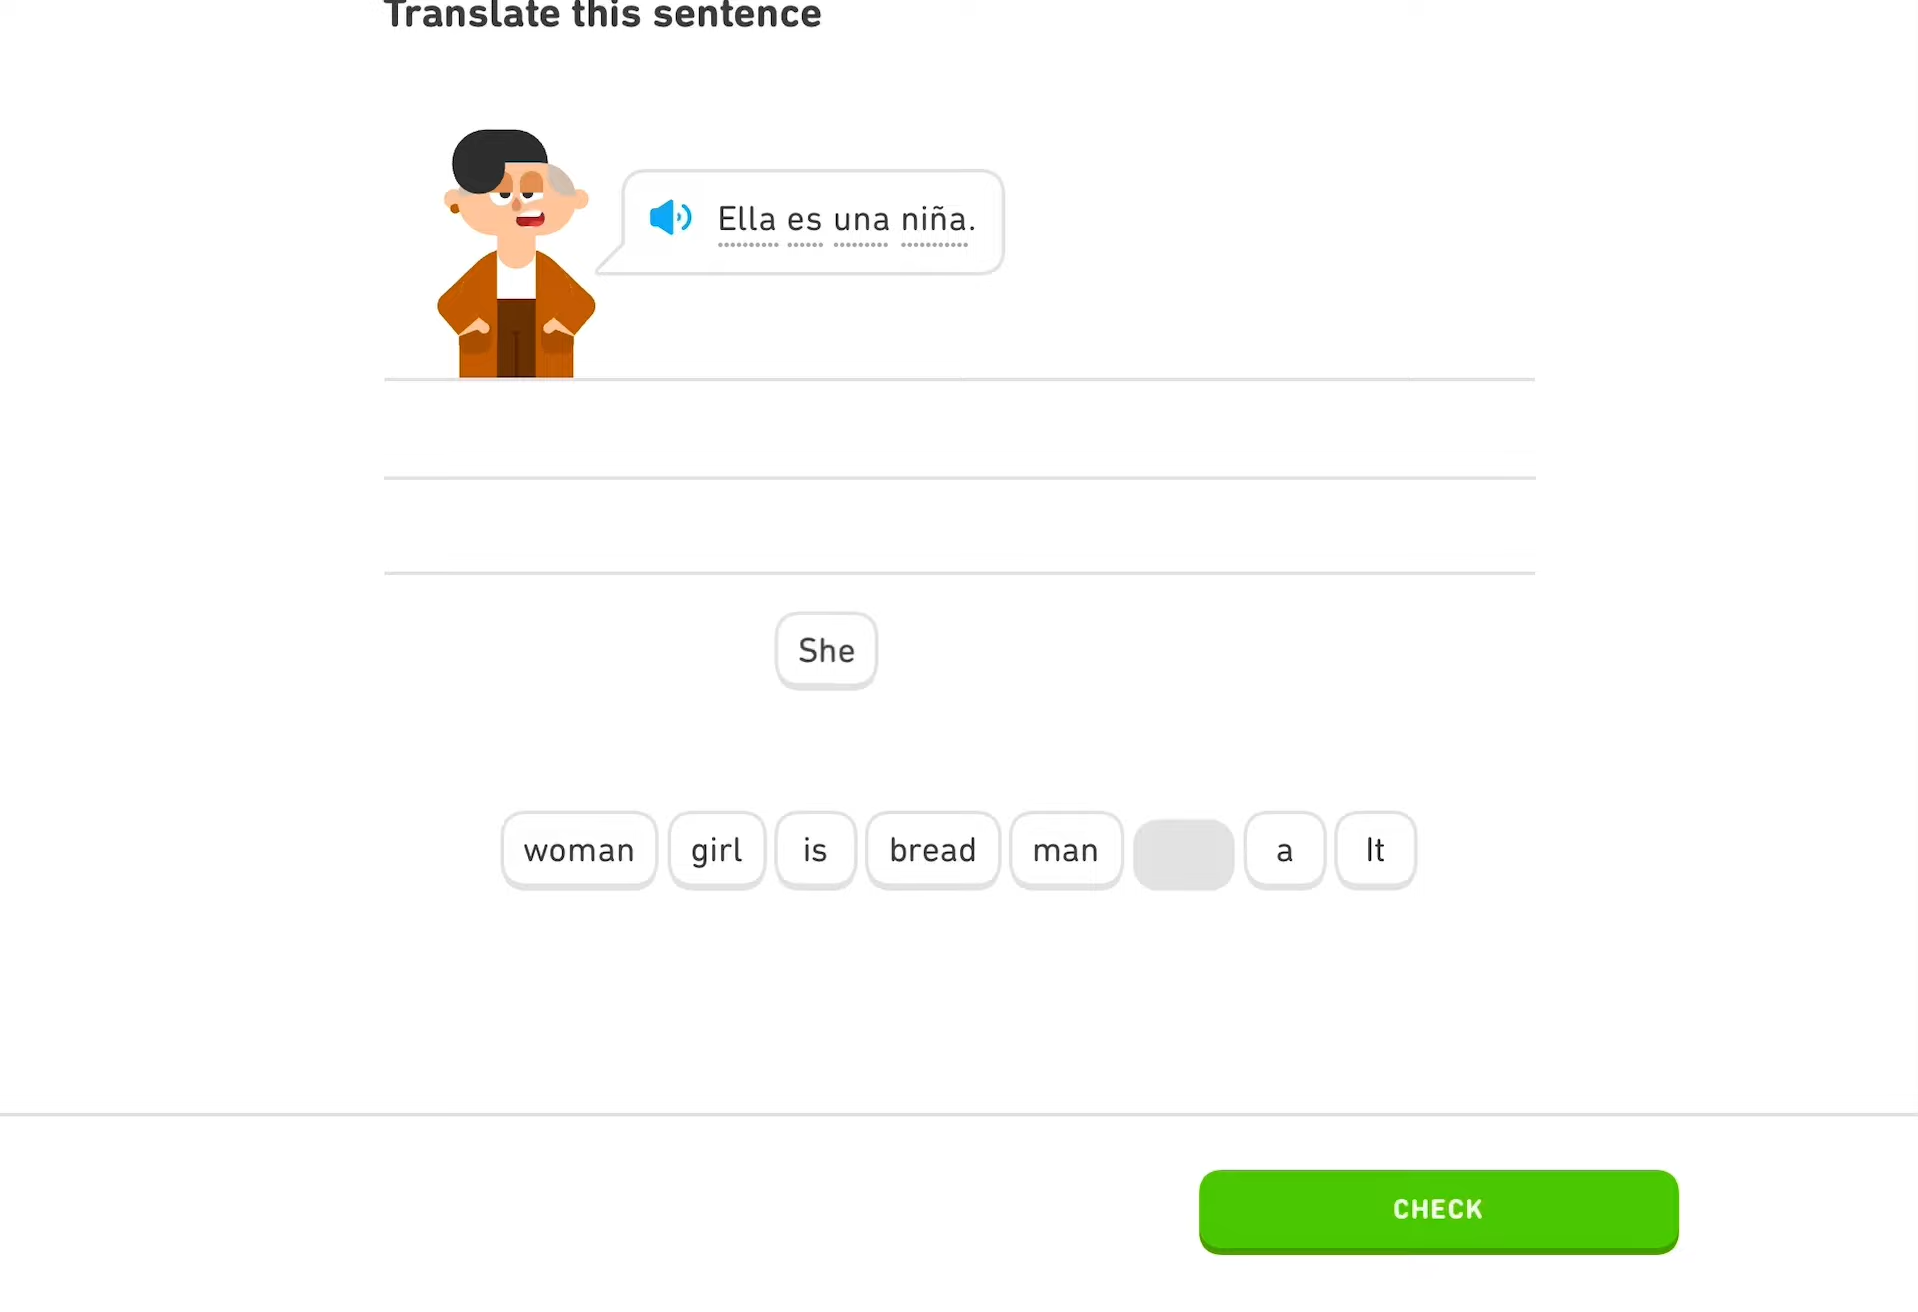 Translate this sentence
Ella es una niña.
She
woman girl is bread man a It
CHECK